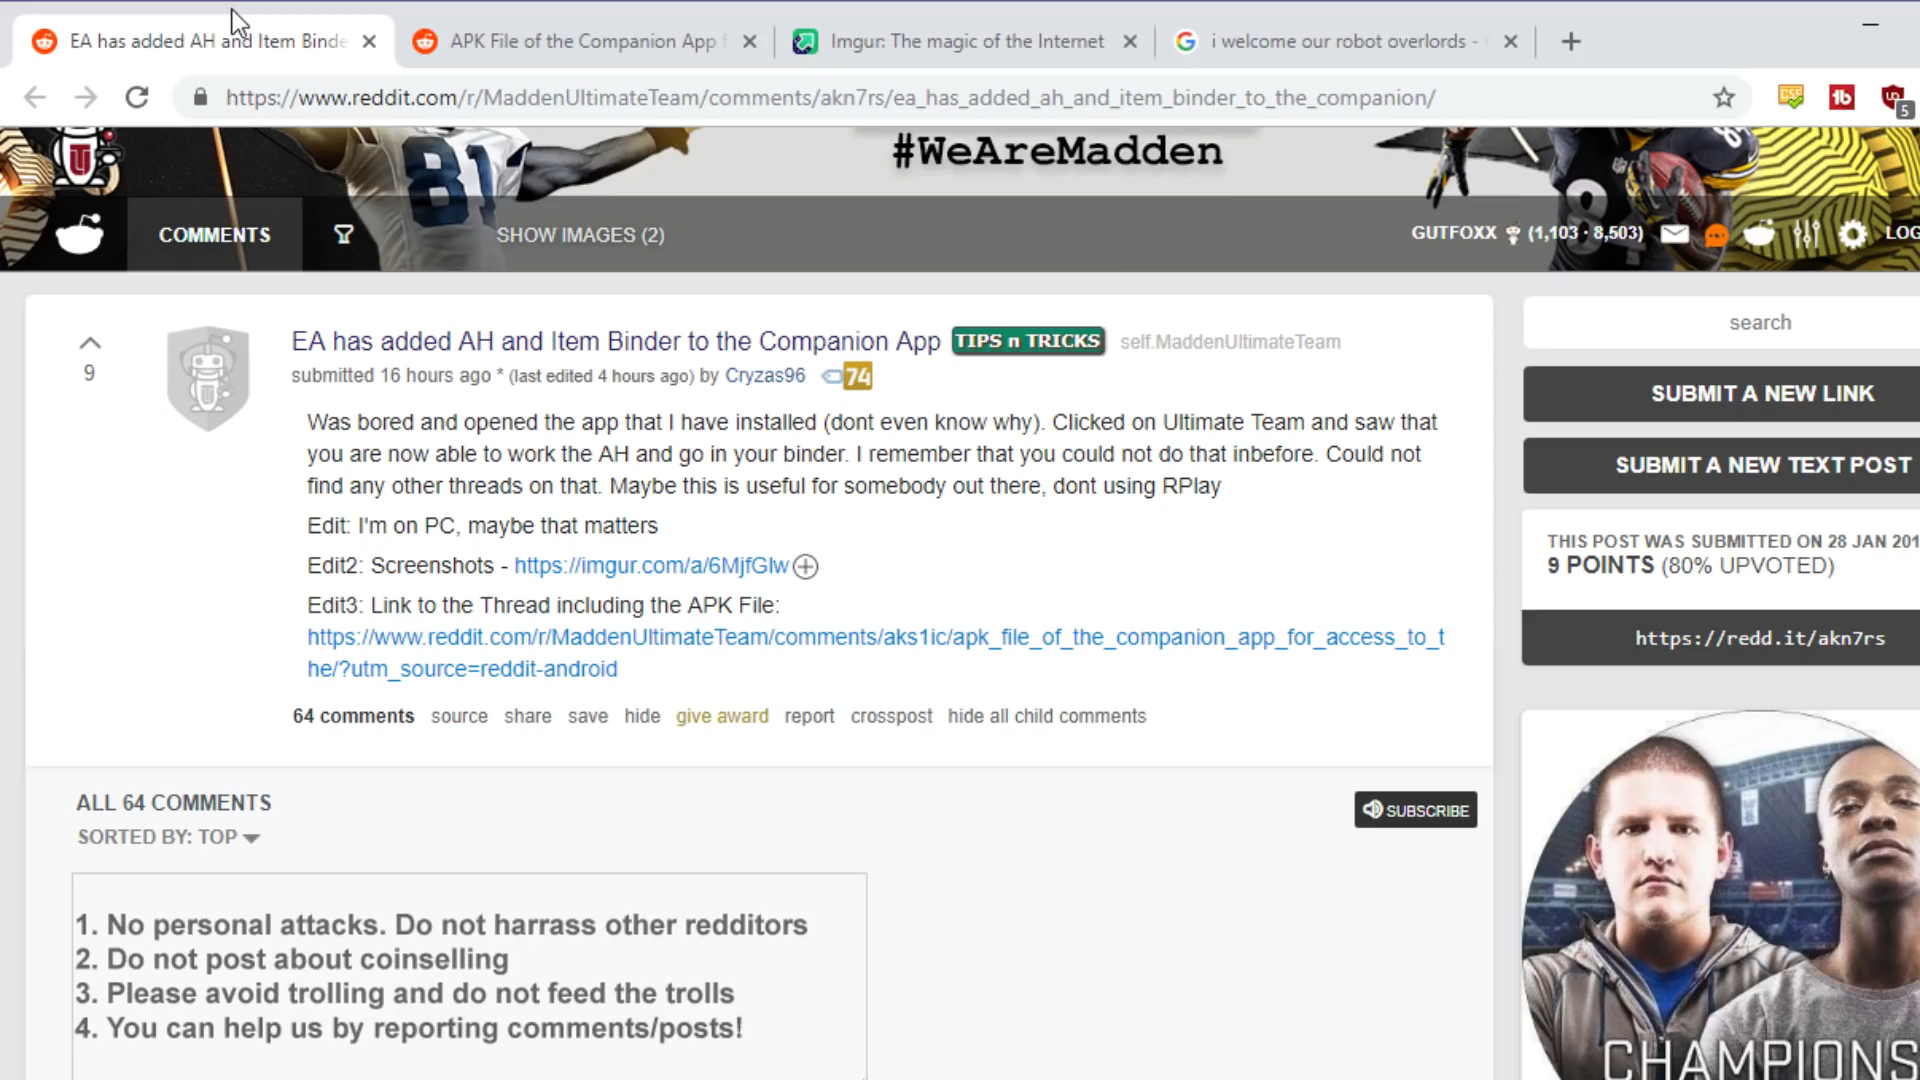 EA has added AH and Item Binde
APK File of the Companion App f
Imgur: The magic of the Internet
i welcome our robot overlords -
https://www.reddit.com/r/MaddenUltimateTeam/comments/akn7rs/ea_has_added_ah_and_item_binder_to_the_companion/
5
81
#WeAreMadden
8
COMMENTS
SHOW IMAGES (2)
GUTFOXX (1,103 · 8,503)
LOG
9
EA has added AH and Item Binder to the Companion App TIPS n TRICKS self.MaddenUltimateTeam
submitted 16 hours ago * (last edited 4 hours ago) by Cryzas96 74
Was bored and opened the app that I have installed (dont even know why). Clicked on Ultimate Team and saw that
you are now able to work the AH and go in your binder. I remember that you could not do that inbefore. Could not
find any other threads on that. Maybe this is useful for somebody out there, dont using RPlay
Edit: I'm on PC, maybe that matters
Edit2: Screenshots - https://imgur.com/a/6MjfGlw
Edit3: Link to the Thread including the APK File:
https://www.reddit.com/r/MaddenUltimateTeam/comments/aks1ic/apk_file_of_the_companion_app_for_access_to_t
he/?utm_source=reddit-android
64 comments source share save hide give award report crosspost hide all child comments
search
SUBMIT A NEW LINK
SUBMIT A NEW TEXT POST
THIS POST WAS SUBMITTED ON 28 JAN 201
9 POINTS (80% UPVOTED)
https://redd.it/akn7rs
ALL 64 COMMENTS
SORTED BY: TOP
SUBSCRIBE
1. No personal attacks. Do not harrass other redditors
2. Do not post about coinselling
3. Please avoid trolling and do not feed the trolls
4. You can help us by reporting comments/posts!
CHAMPIONS